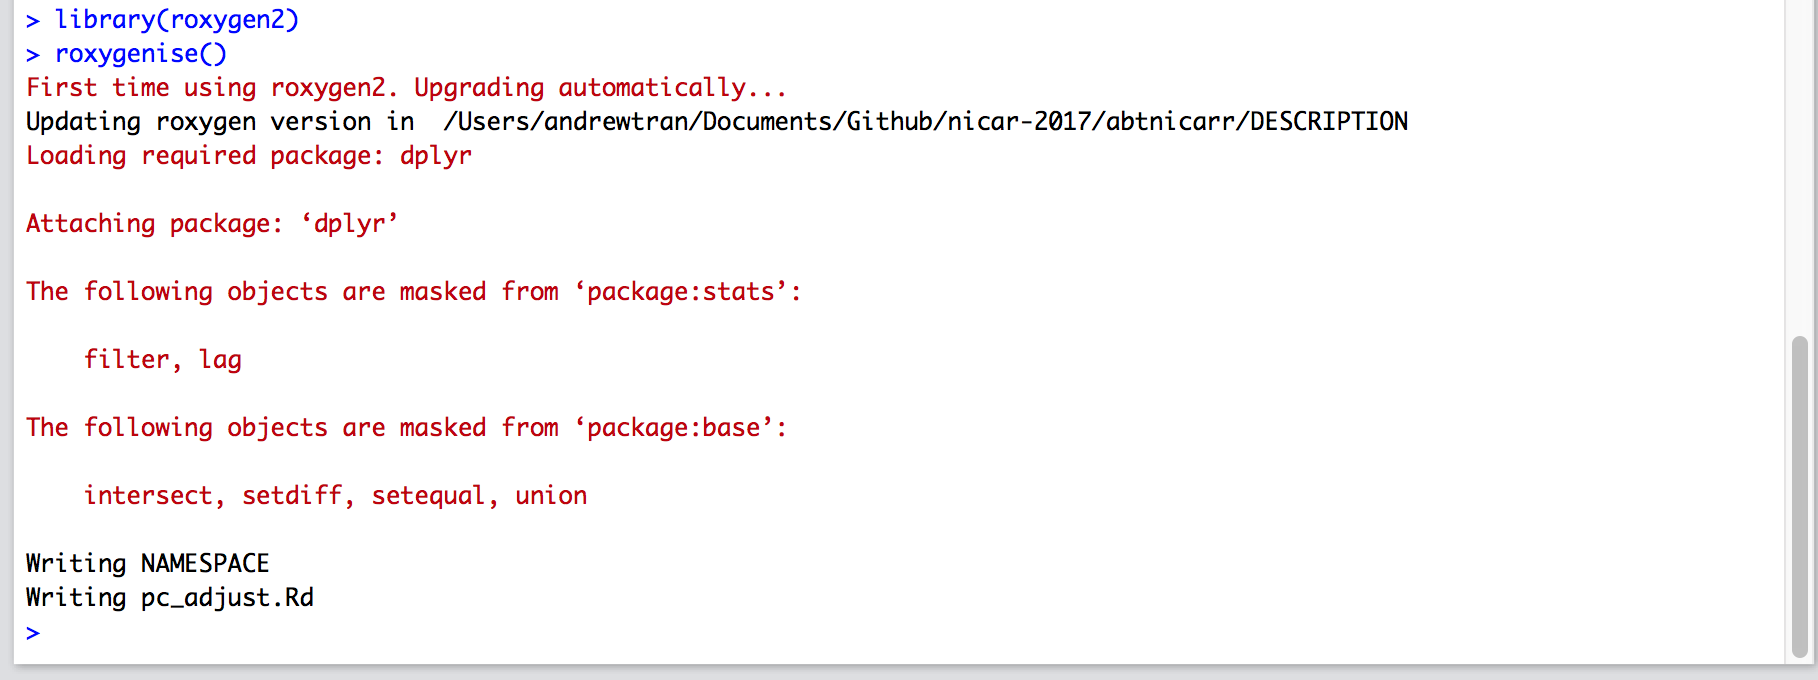 > library(roxygen2)
> roxygenise()
First time using roxygen2. Upgrading automatically...
Updating roxygen version in  /Users/andrewtran/Documents/Github/nicar-2017/abtnicarr/DESCRIPTION
Loading required package: dplyr
Attaching package: ‘dplyr’
The following objects are masked from ‘package:stats’:
filter, lag
The following objects are masked from ‘package:base’:
intersect, setdiff, setequal, union
Writing NAMESPACE
Writing pc_adjust.Rd
>